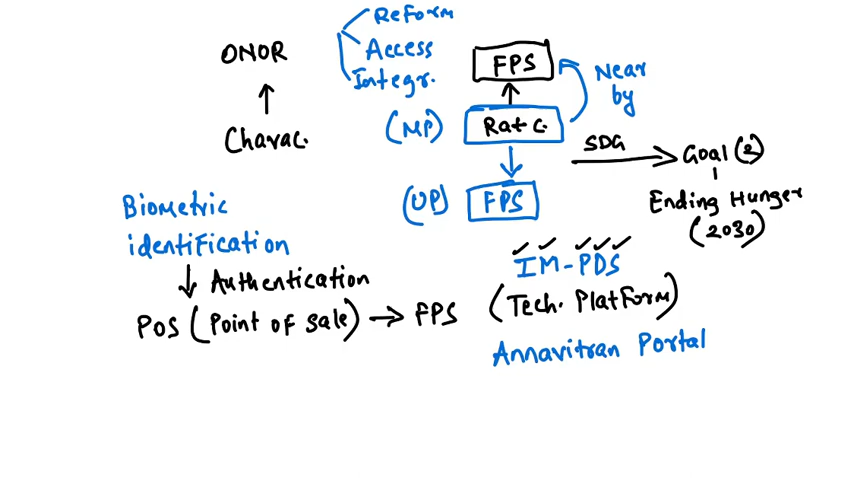 ReForm
ONOR
Access
Integr.
FPS
Near
by
(MP)
Rat C.
Charac.
SDG
Goal (2)
(UP)
FPS
Ending Hunger
(2030)
Biometric
identification
Authentication
IM-PDS
POS (Point of Sale) → FPS
(Tech. Platform)
Annavitran Portal